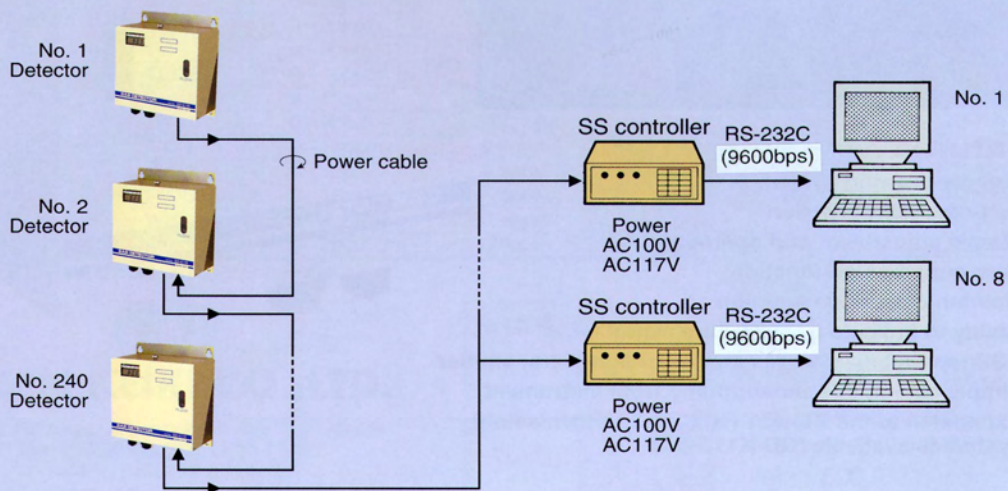 No. 1
Detector
Power cable
No. 2
Detector
No. 240
Detector
SS controller
RS-232C
(9600bps)
No. 1
Power
AC100V
AC117V
SS controller
RS-232C
(9600bps)
No. 8
Power
AC100V
AC117V